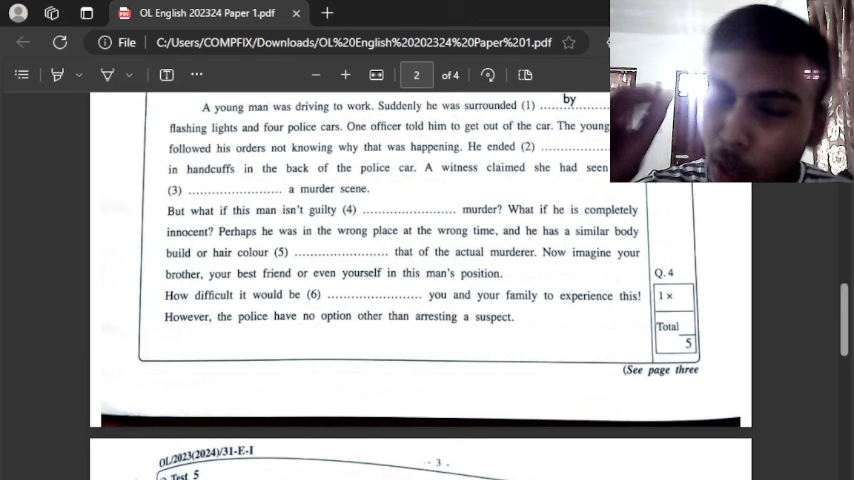 OL English 202324 Paper 1.pdf
File C:/Users/COMPFIX/Downloads/OL%20English%20202324%20Paper%201.pdf
2 of 4
A young man was driving to work. Suddenly he was surrounded (1) .......by.......
flashing lights and four police cars. One officer told him to get out of the car. The young
followed his orders not knowing why that was happening. He ended (2) ....................
in handcuffs in the back of the police car. A witness claimed she had seen
(3) ........................ a murder scene.
But what if this man isn't guilty (4) ........................ murder? What if he is completely
innocent? Perhaps he was in the wrong place at the wrong time, and he has a similar body
build or hair colour (5) ........................ that of the actual murderer. Now imagine your
brother, your best friend or even yourself in this man's position.
How difficult it would be (6) ........................ you and your family to experience this!
However, the police have no option other than arresting a suspect.
Q.4
1 ×
Total
5
(See page three
OL/2023(2024)/31-E-I
- 3 -
Test 5